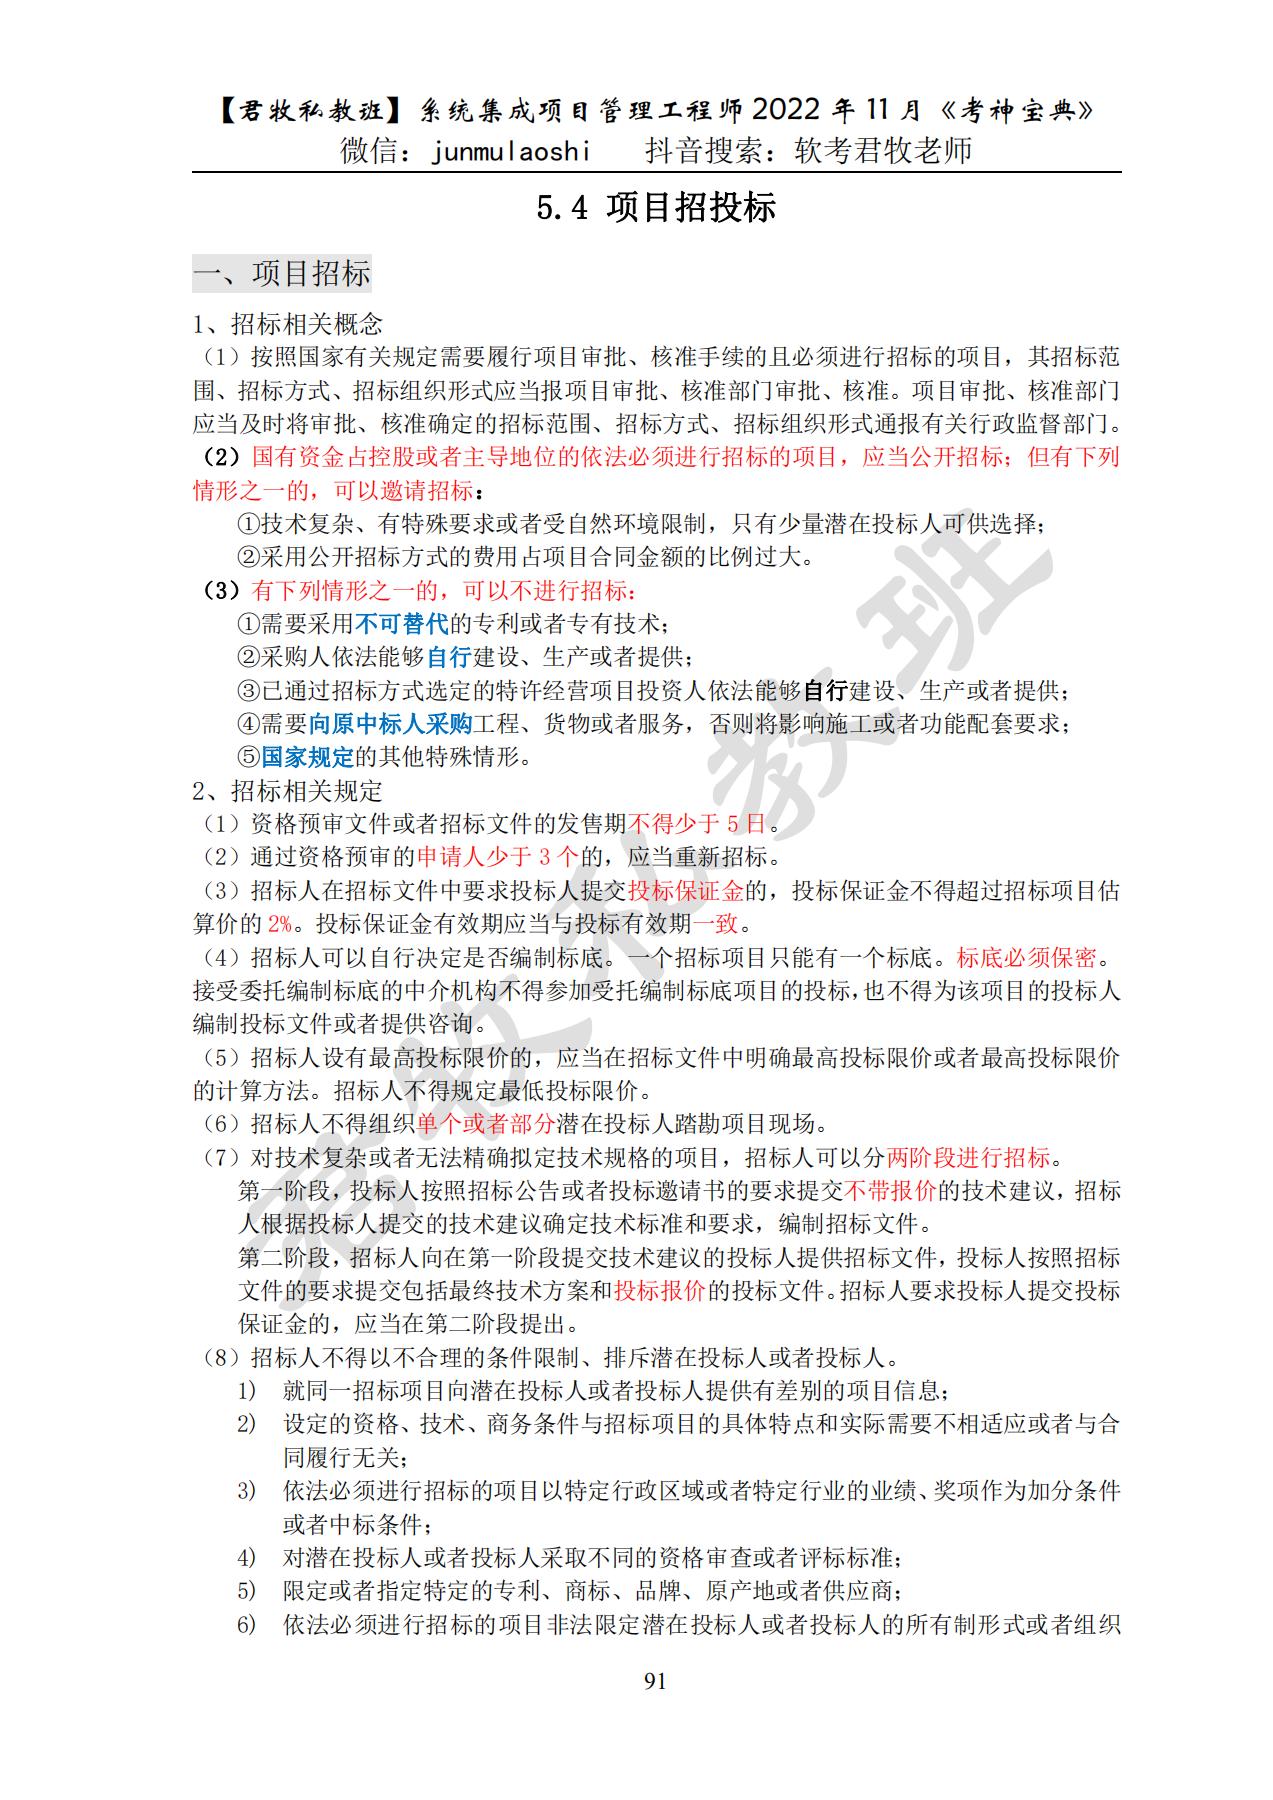 【君牧私教班】系统集成项目管理工程师 2022 年 11 月《考神宝典》
微信：junmulaoshi 抖音搜索：软考君牧老师
5.4 项目招投标
一、项目招标
1、招标相关概念
（1）按照国家有关规定需要履行项目审批、核准手续的且必须进行招标的项目，其招标范
围、招标方式、招标组织形式应当报项目审批、核准部门审批、核准。项目审批、核准部门
应当及时将审批、核准确定的招标范围、招标方式、招标组织形式通报有关行政监督部门。
（2）国有资金占控股或者主导地位的依法必须进行招标的项目，应当公开招标；但有下列
情形之一的，可以邀请招标：
①技术复杂、有特殊要求或者受自然环境限制，只有少量潜在投标人可供选择；
②采用公开招标方式的费用占项目合同金额的比例过大。
（3）有下列情形之一的，可以不进行招标：
①需要采用不可替代的专利或者专有技术；
②采购人依法能够自行建设、生产或者提供；
③已通过招标方式选定的特许经营项目投资人依法能够自行建设、生产或者提供；
④需要向原中标人采购工程、货物或者服务，否则将影响施工或者功能配套要求；
⑤国家规定的其他特殊情形。
2、招标相关规定
（1）资格预审文件或者招标文件的发售期不得少于 5 日。
（2）通过资格预审的申请人少于 3 个的，应当重新招标。
（3）招标人在招标文件中要求投标人提交投标保证金的，投标保证金不得超过招标项目估
算价的 2%。投标保证金有效期应当与投标有效期一致。
（4）招标人可以自行决定是否编制标底。一个招标项目只能有一个标底。标底必须保密。
接受委托编制标底的中介机构不得参加受托编制标底项目的投标，也不得为该项目的投标人
编制投标文件或者提供咨询。
（5）招标人设有最高投标限价的，应当在招标文件中明确最高投标限价或者最高投标限价
的计算方法。招标人不得规定最低投标限价。
（6）招标人不得组织单个或者部分潜在投标人踏勘项目现场。
（7）对技术复杂或者无法精确拟定技术规格的项目，招标人可以分两阶段进行招标。
第一阶段，投标人按照招标公告或者投标邀请书的要求提交不带报价的技术建议，招标
人根据投标人提交的技术建议确定技术标准和要求，编制招标文件。
第二阶段，招标人向在第一阶段提交技术建议的投标人提供招标文件，投标人按照招标
文件的要求提交包括最终技术方案和投标报价的投标文件。招标人要求投标人提交投标
保证金的，应当在第二阶段提出。
（8）招标人不得以不合理的条件限制、排斥潜在投标人或者投标人。
1) 就同一招标项目向潜在投标人或者投标人提供有差别的项目信息；
2) 设定的资格、技术、商务条件与招标项目的具体特点和实际需要不相适应或者与合
同履行无关；
3) 依法必须进行招标的项目以特定行政区域或者特定行业的业绩、奖项作为加分条件
或者中标条件；
4) 对潜在投标人或者投标人采取不同的资格审查或者评标标准；
5) 限定或者指定特定的专利、商标、品牌、原产地或者供应商；
6) 依法必须进行招标的项目非法限定潜在投标人或者投标人的所有制形式或者组织
91
君牧私教班